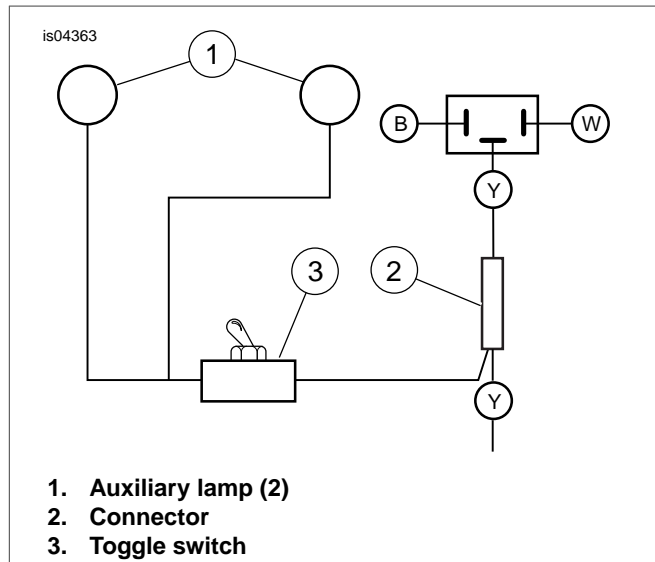 is04363
1
B
W
Y
3
2
Y
1. Auxiliary lamp (2)
2. Connector
3. Toggle switch